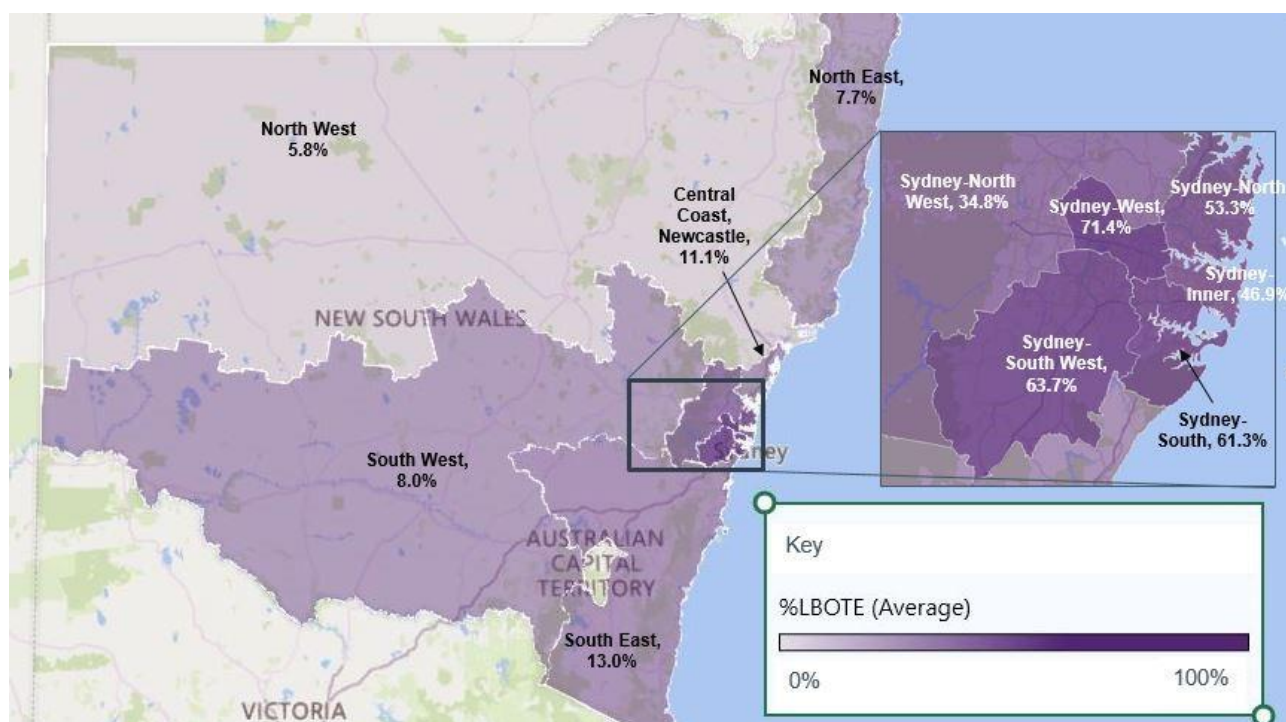 North East,
7.7%
North West
5.8%
Central
Coast,
Newcastle,
11.1%
Sydney-North
West, 34.8%
Sydney-West,
71.4%
Sydney-North
53.3%
Sydney-
Inner, 46.9%
Sydney-
South West,
63.7%
Sydney-
South, 61.3%
NEW SOUTH WALES
South West,
8.0%
AUSTRALIAN
CAPITAL
TERRITORY
South East,
13.0%
VICTORIA
Key
%LBOTE (Average)
0% 100%